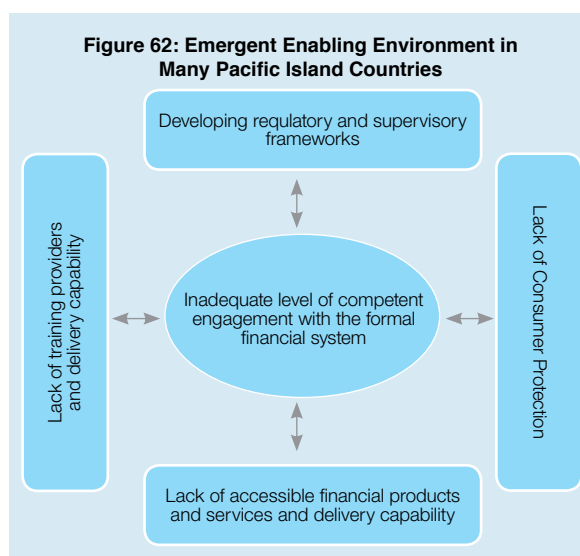 Figure 62: Emergent Enabling Environment in
Many Pacific Island Countries
Developing requlatory and supervisory
frameworks
Lack of training providers
and delivery capability
Inadequate level of competent
engagement with the formal
financial system
Lack of Consumer Protection
Lack of accessible financial products
and services and delivery capability